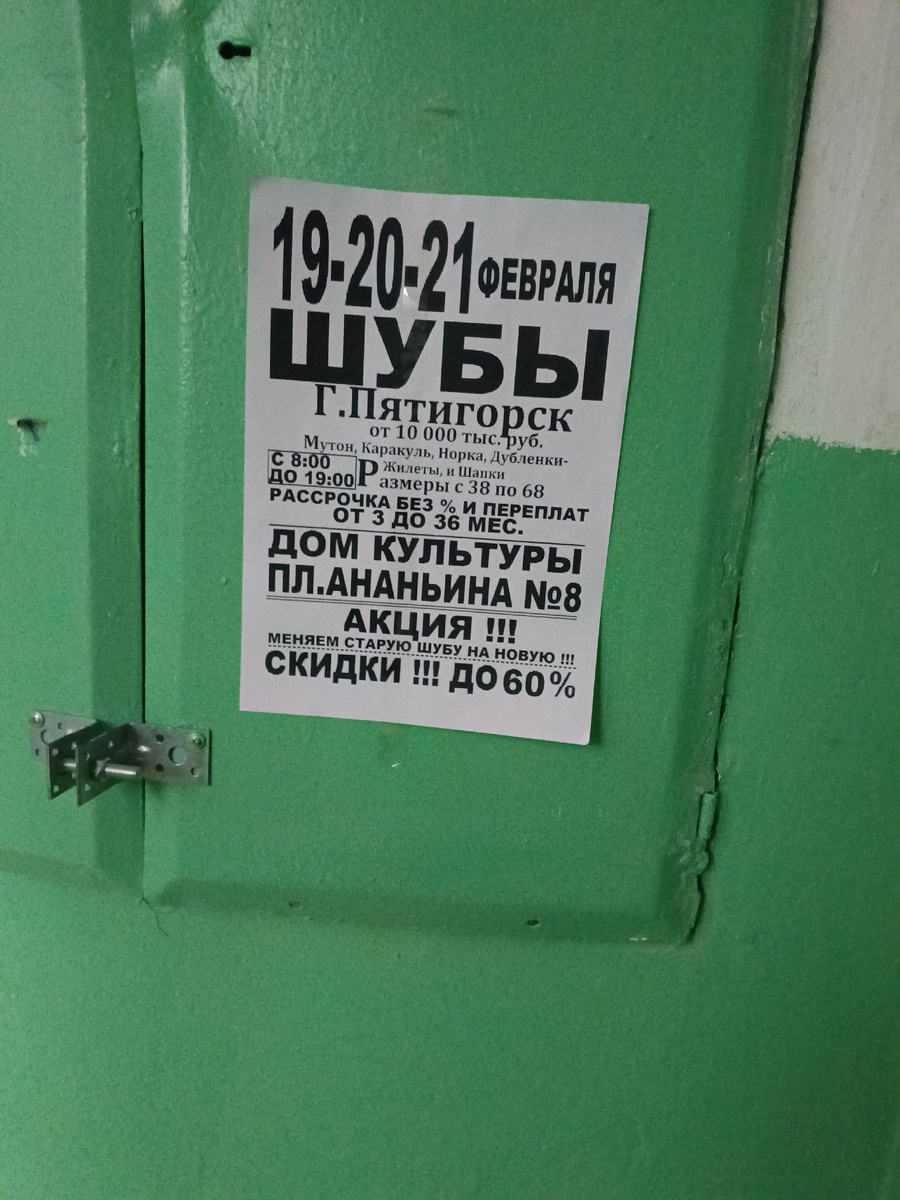 19-20-21 ФЕВРАЛЯ
ШУБЫ
Г.Пятигорск
от 10 000 тыс. руб.
Мутон, Каракуль, Норка, Дубленки-
Жилеты, и Шапки
С 8:00
ДО 19:00
Размеры с 38 по 68
РАССРОЧКА БЕЗ % И ПЕРЕПЛАТ
ОТ 3 ДО 36 МЕС.
ДОМ КУЛЬТУРЫ
ПЛ.АНАНЬИНА №8
АКЦИЯ !!!
МЕНЯЕМ СТАРУЮ ШУБУ НА НОВУЮ !!!
СКИДКИ !!! ДО 60%